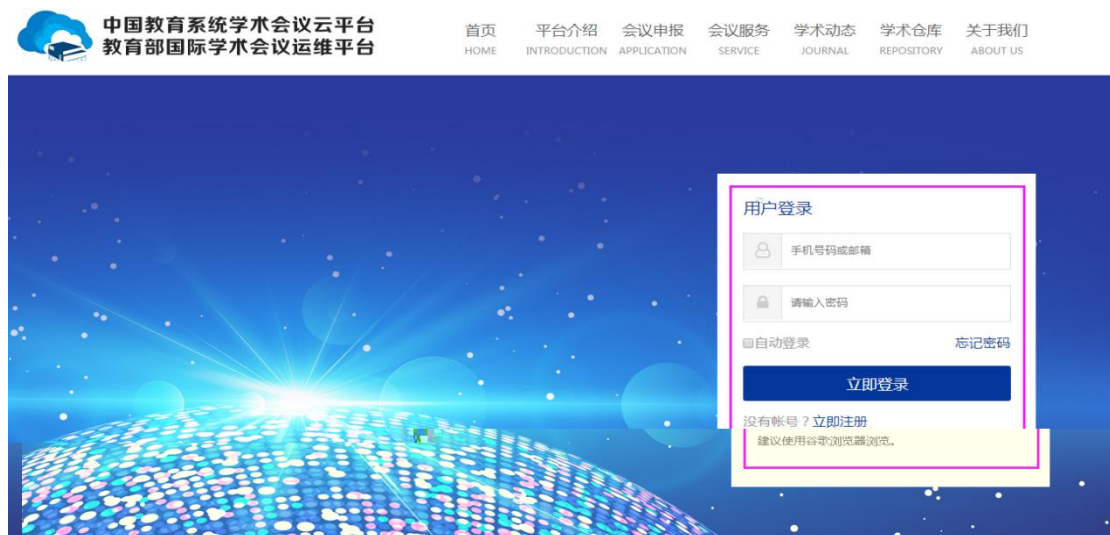 中国教育系统学术会议云平台
教育部国际学术会议运维平台
首页 平台介绍 会议申报 会议服务 学术动态 学术仓库 关于我们
HOME INTRODUCTION APPLICATION SERVICE JOURNAL REPOSITORY ABOUT US
用户登录
手机号码或邮箱
请输入密码
自动登录 忘记密码
立即登录
没有帐号？立即注册
建议使用谷歌浏览器浏览。